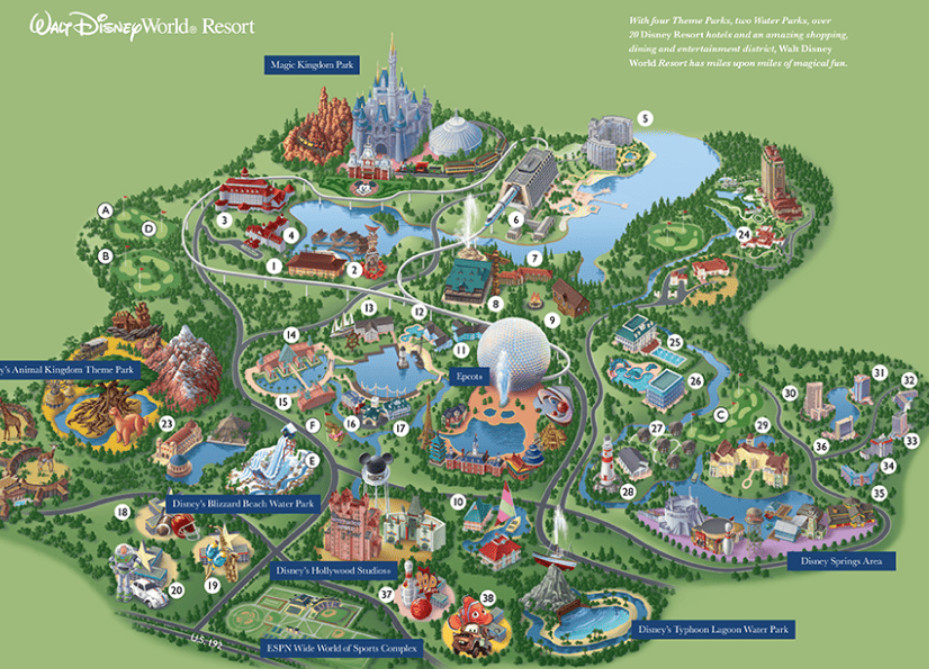 Walt Disney World® Resort
With four Theme Parks, two Water Parks, over
20 Disney Resort hotels and an amazing shopping,
dining and entertainment district, Walt Disney
World Resort has miles upon miles of magical fun.
Magic Kingdom Park
5
A
D
3
6
B
4
24
1
2
7
8
9
13
12
14
11
25
y's Animal Kingdom Theme Park
Epcot®
26
31
32
30
15
C
23
F
16
17
27
29
33
36
E
34
28
35
Disney's Blizzard Beach Water Park
10
18
Disney Springs Area
Disney's Hollywood Studios®
20
19
37
38
Disney's Typhoon Lagoon Water Park
U.S. 192
ESPN Wide World of Sports Complex